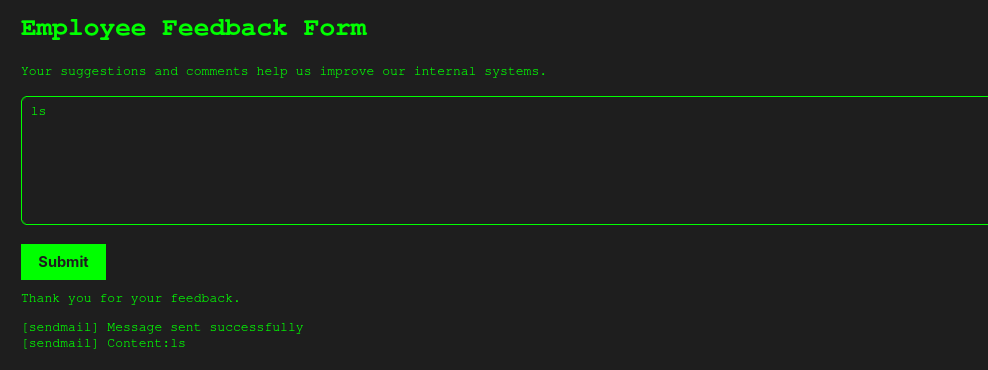 Employee Feedback Form
Your suggestions and comments help us improve our internal systems.
ls
Submit
Thank you for your feedback.
[sendmail] Message sent successfully
[sendmail] Content:ls